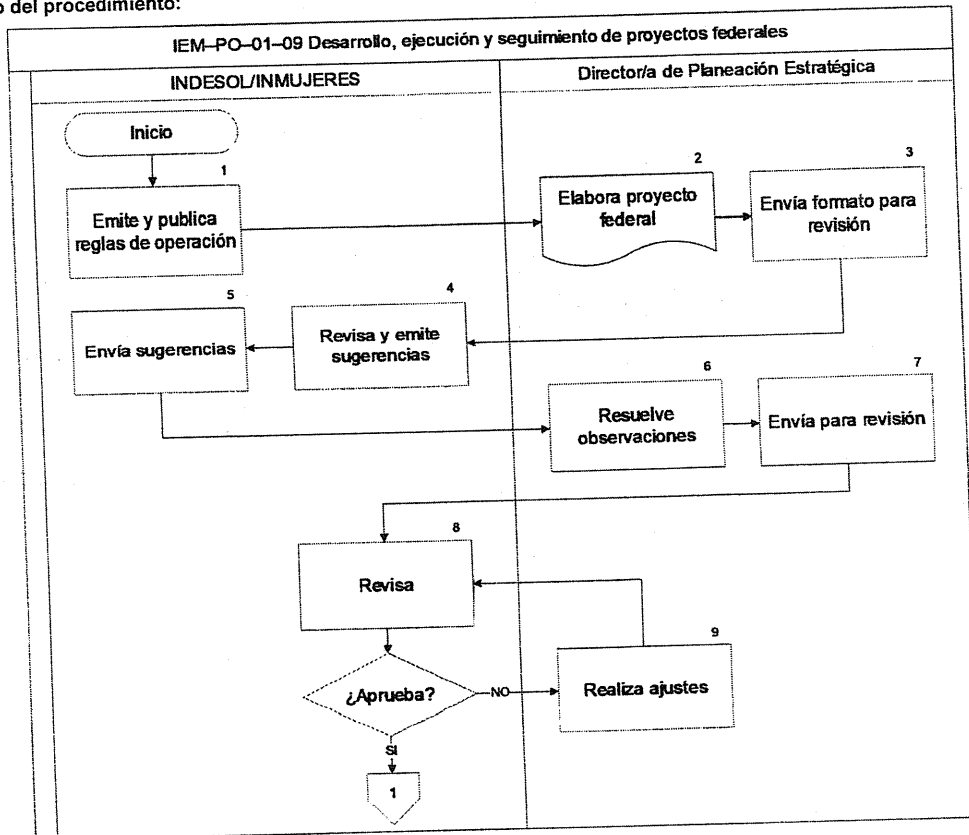 o del procedimiento:
IEM–PO–01–09 Desarrollo, ejecución y seguimiento de proyectos federales
INDESOL/INMUJERES
Director/a de Planeación Estratégica
Inicio
1
Emite y publica
reglas de operación
2
Elabora proyecto
federal
3
Envía formato para
revisión
4
Revisa y emite
sugerencias
5
Envía sugerencias
6
Resuelve
observaciones
7
Envía para revisión
8
Revisa
¿Aprueba?
NO
9
Realiza ajustes
SI
1